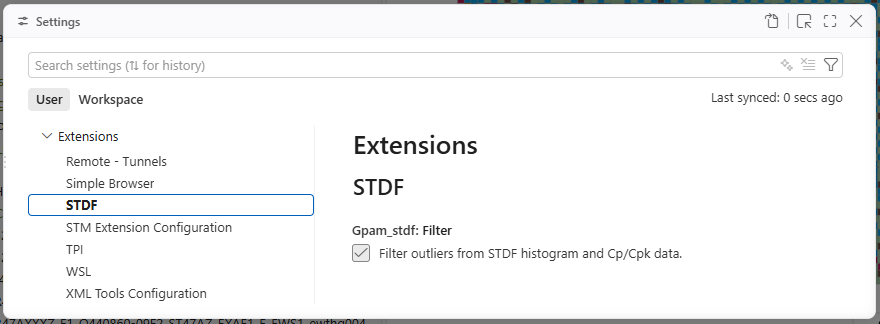 Settings
Search settings (⇅ for history)
User Workspace
Last synced: 0 secs ago
Extensions
Remote - Tunnels
Simple Browser
STDF
STM Extension Configuration
TPI
WSL
XML Tools Configuration
Extensions
STDF
Gpam_stdf: Filter
Filter outliers from STDF histogram and Cp/Cpk data.